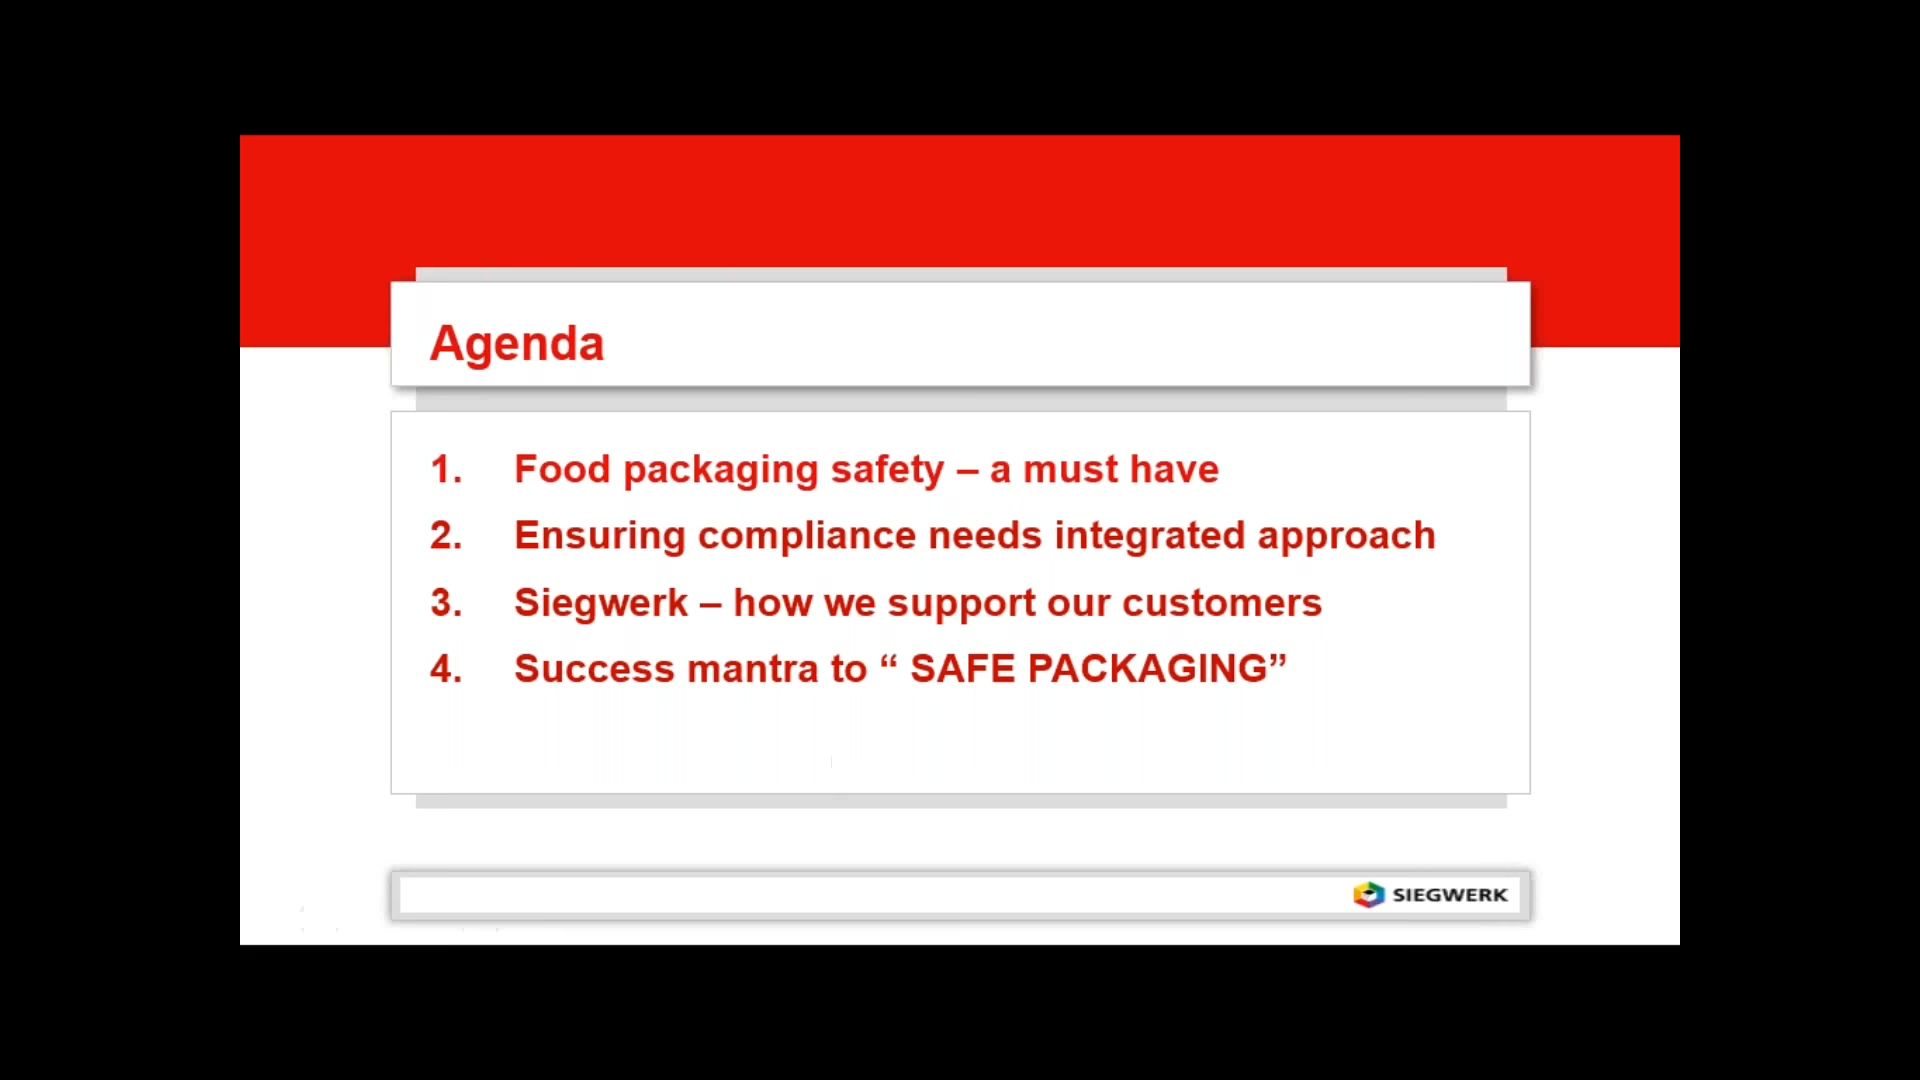 Agenda
1. Food packaging safety – a must have
2. Ensuring compliance needs integrated approach
3. Siegwerk – how we support our customers
4. Success mantra to “ SAFE PACKAGING”
SIEGWERK